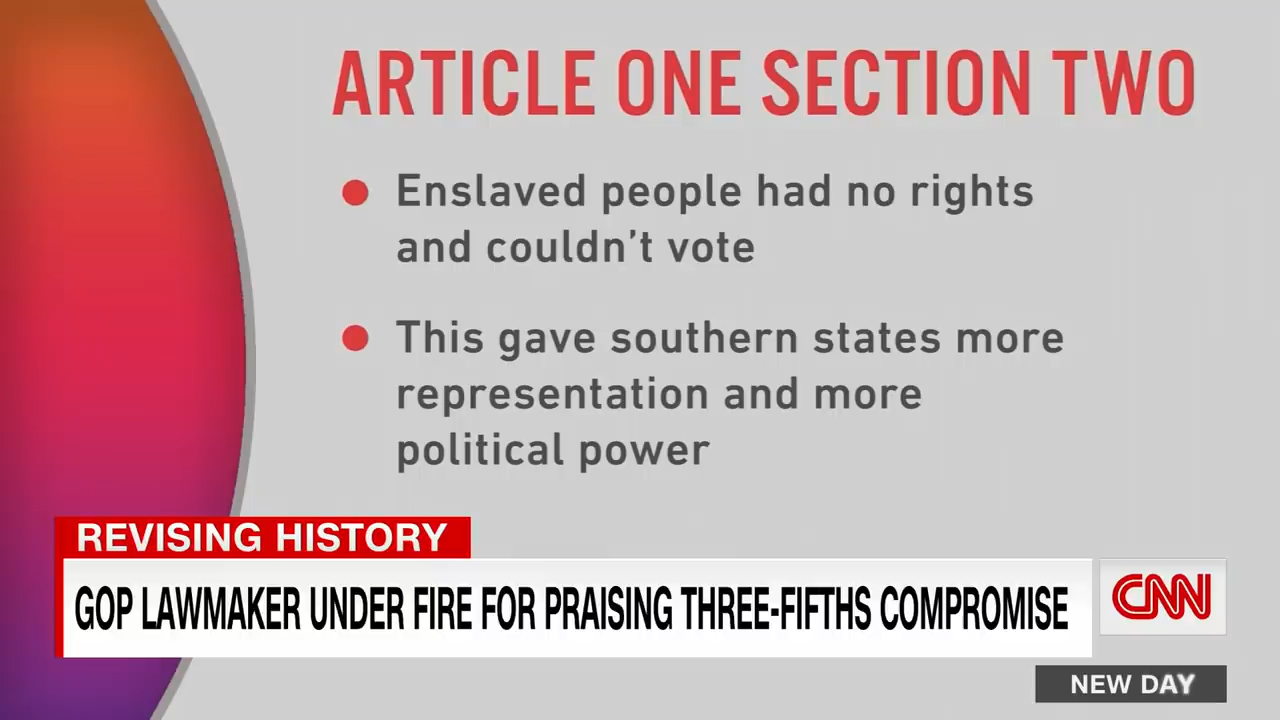 ARTICLE ONE SECTION TWO
Enslaved people had no rights
and couldn't vote
This gave southern states more
representation and more
political power
REVISING HISTORY
GOP LAWMAKER UNDER FIRE FOR PRAISING THREE-FIFTHS COMPROMISE
CNN
NEW DAY